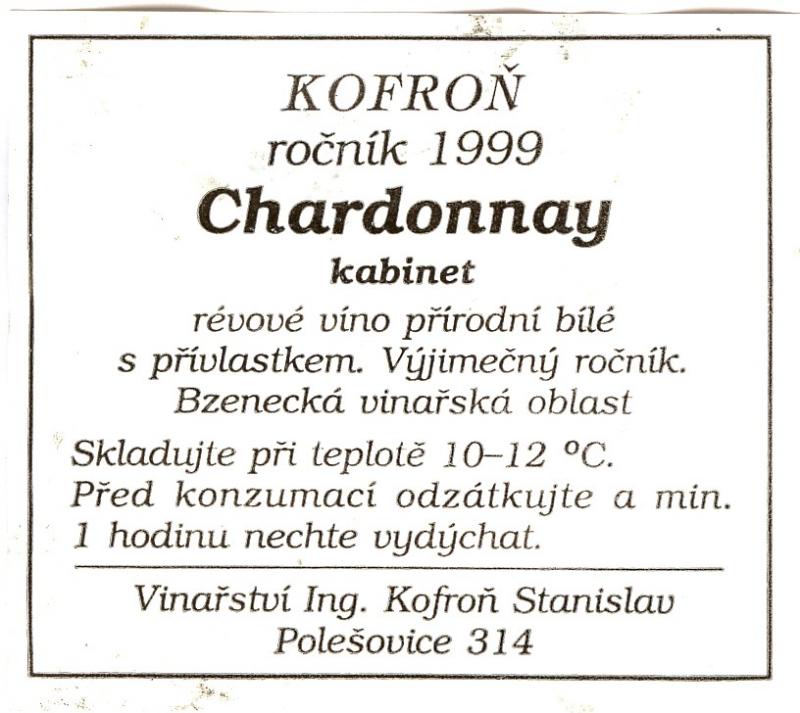 KOFROŇ
ročník 1999
Chardonnay
kabinet
révové víno přírodní bílé
s přívlastkem. Výjimečný ročník.
Bzenecká vinařská oblast
Skladujte při teplotě 10–12 ºC.
Před konzumací odzátkujte a min.
1 hodinu nechte vydýchat.
Vinařství Ing. Kofroň Stanislav
Polešovice 314